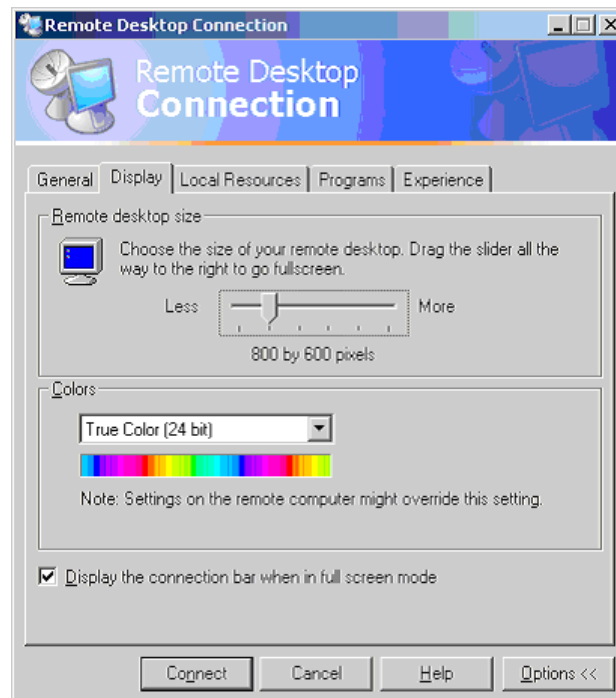 Remote Desktop Connection
Remote Desktop
Connection
General Display Local Resources Programs Experience
Remote desktop size
Choose the size of your remote desktop. Drag the slider all the
way to the right to go fullscreen.
Less More
800 by 600 pixels
Colors
True Color (24 bit)
Note: Settings on the remote computer might override this setting.
Display the connection bar when in full screen mode
Connect Cancel Help Options <<